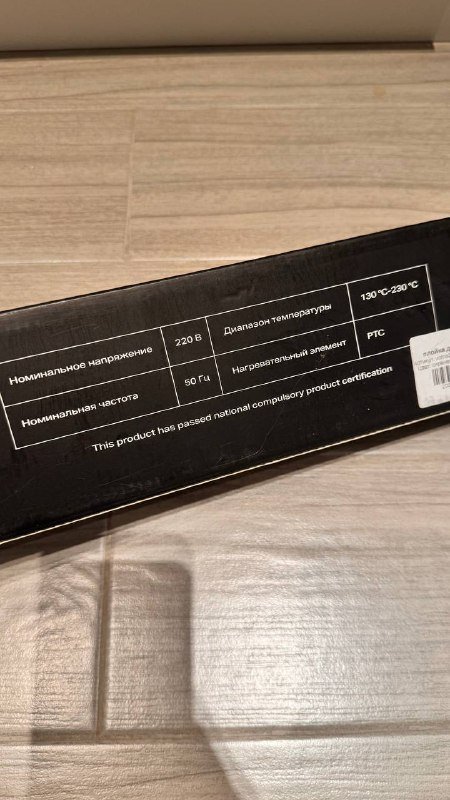 Номинальное напряжение 220 В Диапазон температуры 130 °C-230 °C
Номинальная частота 50 Гц Нагревательный элемент PTC
This product has passed national compulsory product certification
плойка д